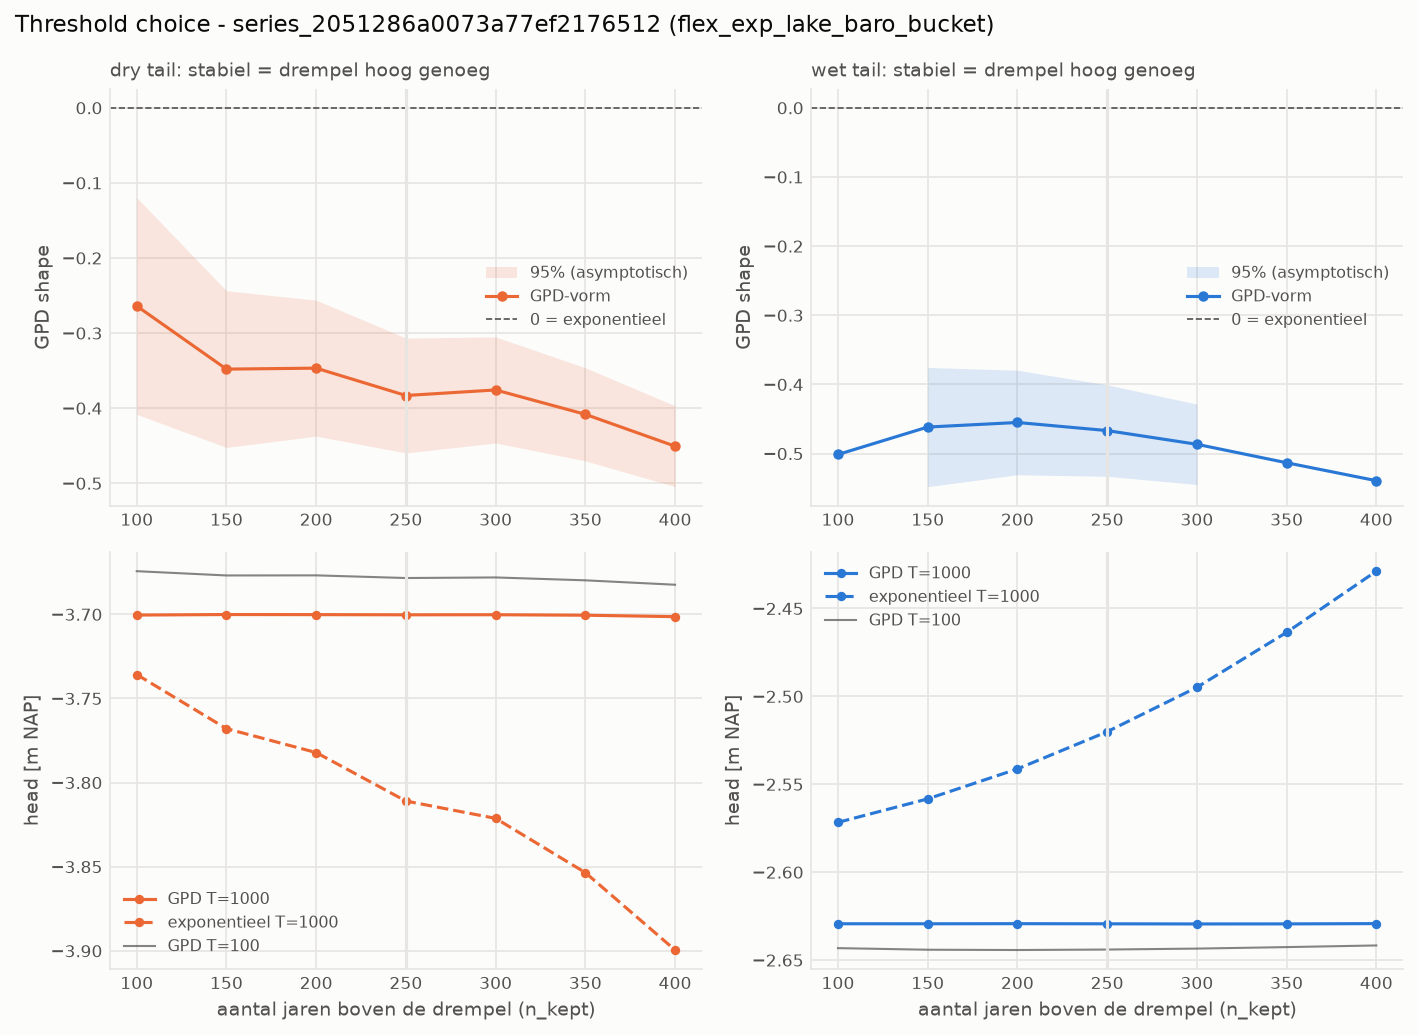 Threshold choice - series_2051286a0073a77ef2176512 (flex_exp_lake_baro_bucket)
dry tail: stabiel = drempel hoog genoeg
GPD shape
0.0
−0.1
−0.2
−0.3
−0.4
−0.5
95% (asymptotisch)
GPD-vorm
0 = exponentieel
100 150 200 250 300 350 400
wet tail: stabiel = drempel hoog genoeg
GPD shape
0.0
−0.1
−0.2
−0.3
−0.4
−0.5
95% (asymptotisch)
GPD-vorm
0 = exponentieel
100 150 200 250 300 350 400
head [m NAP]
−3.70
−3.75
−3.80
−3.85
−3.90
GPD T=1000
exponentieel T=1000
GPD T=100
100 150 200 250 300 350 400
aantal jaren boven de drempel (n_kept)
head [m NAP]
−2.45
−2.50
−2.55
−2.60
−2.65
GPD T=1000
exponentieel T=1000
GPD T=100
100 150 200 250 300 350 400
aantal jaren boven de drempel (n_kept)